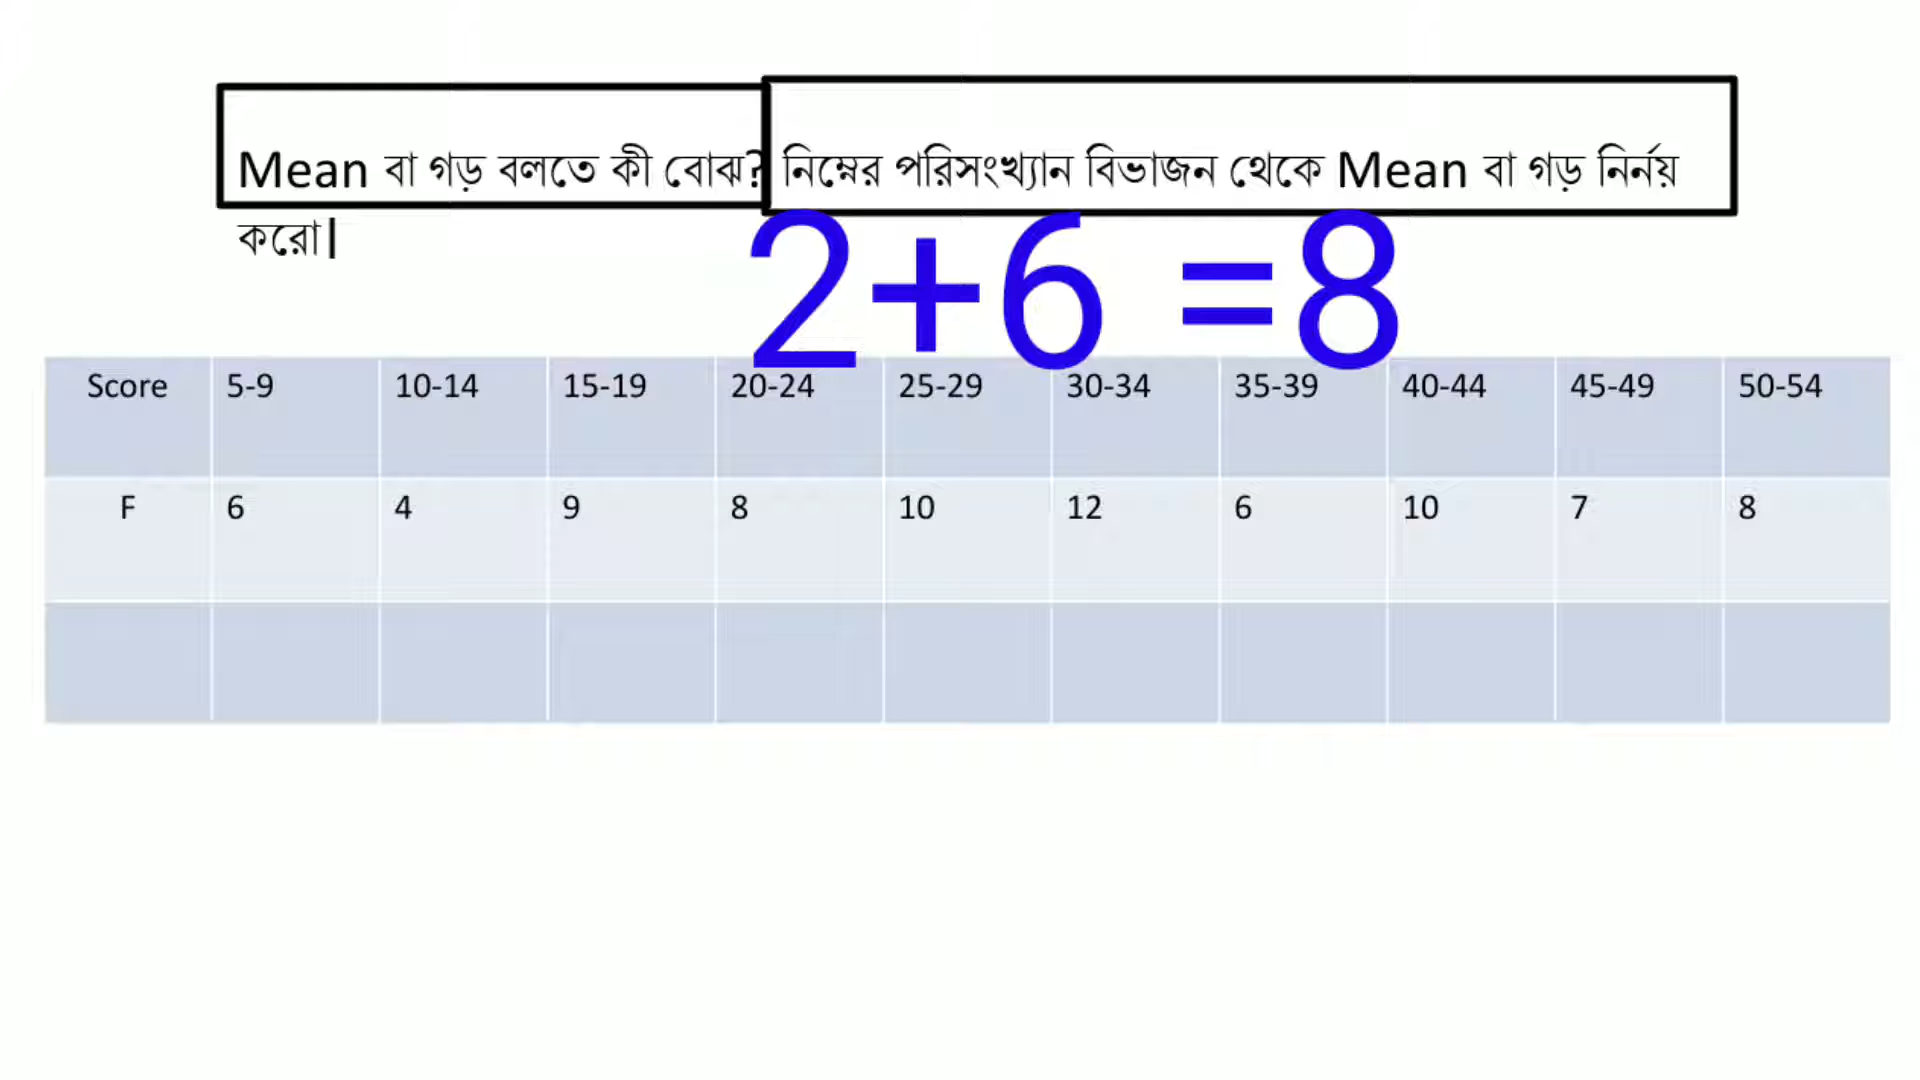 Mean বা গড় বলতে কী বোঝ? নিম্নের পরিসংখ্যান বিভাজন থেকে Mean বা গড় নির্নয়
করো।
2+6 =8
Score 5-9 10-14 15-19 20-24 25-29 30-34 35-39 40-44 45-49 50-54
F 6 4 9 8 10 12 6 10 7 8